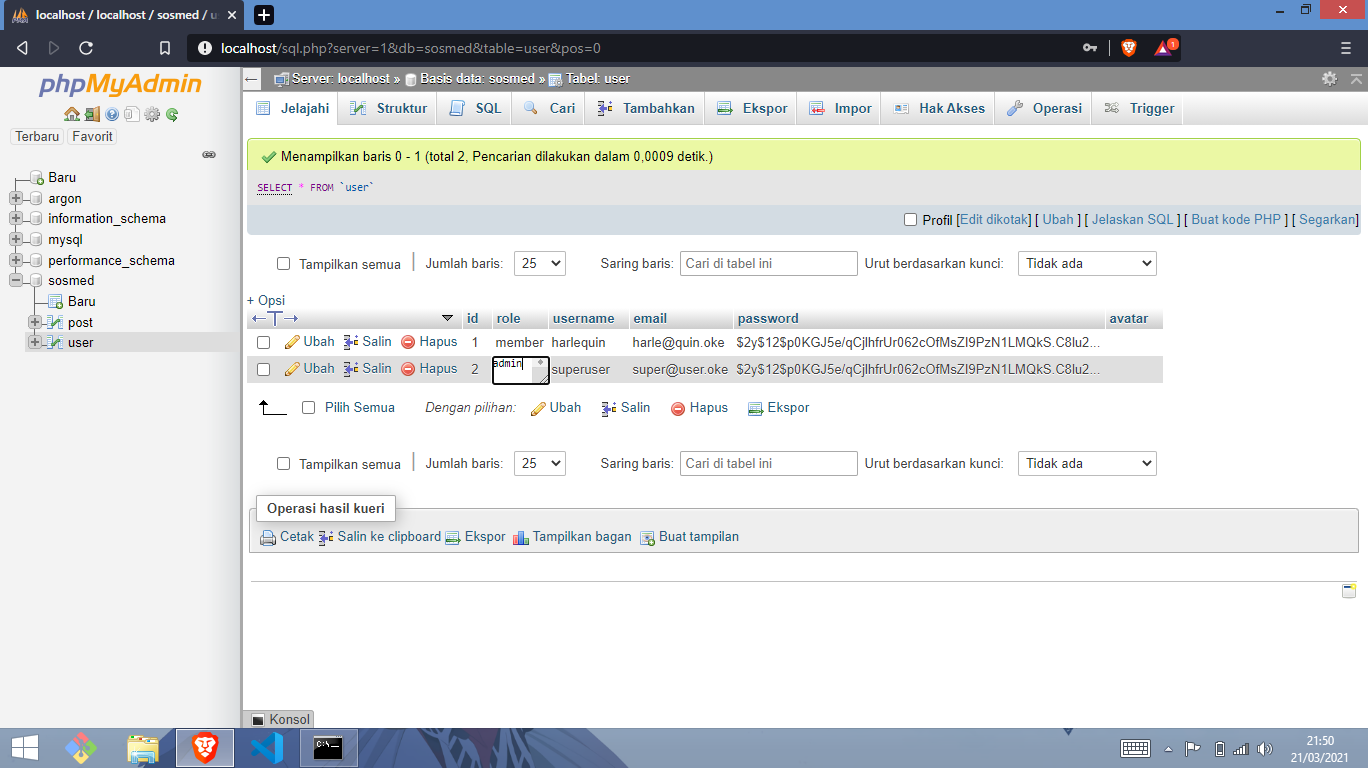 localhost / localhost / sosmed / u
localhost/sql.php?server=1&db=sosmed&table=user&pos=0
1
phpMyAdmin
Terbaru Favorit
Baru
argon
information_schema
mysql
performance_schema
sosmed
Baru
post
user
Server: localhost » Basis data: sosmed » Tabel: user
Jelajahi Struktur SQL Cari Tambahkan Ekspor Impor Hak Akses Operasi Trigger
Menampilkan baris 0 - 1 (total 2, Pencarian dilakukan dalam 0,0009 detik.)
SELECT * FROM `user`
Profil [Edit dikotak] [ Ubah ] [ Jelaskan SQL ] [ Buat kode PHP ] [ Segarkan]
Tampilkan semua Jumlah baris: 25 Saring baris: Cari di tabel ini Urut berdasarkan kunci: Tidak ada
+ Opsi
←T→ id role username email password avatar
Ubah Salin Hapus 1 member harlequin harle@quin.oke $2y$12$p0KGJ5e/qCjlhfrUr062cOfMsZI9PzN1LMQkS.C8lu2...
Ubah Salin Hapus 2 admin superuser super@user.oke $2y$12$p0KGJ5e/qCjlhfrUr062cOfMsZI9PzN1LMQkS.C8lu2...
Pilih Semua Dengan pilihan: Ubah Salin Hapus Ekspor
Tampilkan semua Jumlah baris: 25 Saring baris: Cari di tabel ini Urut berdasarkan kunci: Tidak ada
Operasi hasil kueri
Cetak Salin ke clipboard Ekspor Tampilkan bagan Buat tampilan
Konsol
C:\_
21:50
21/03/2021